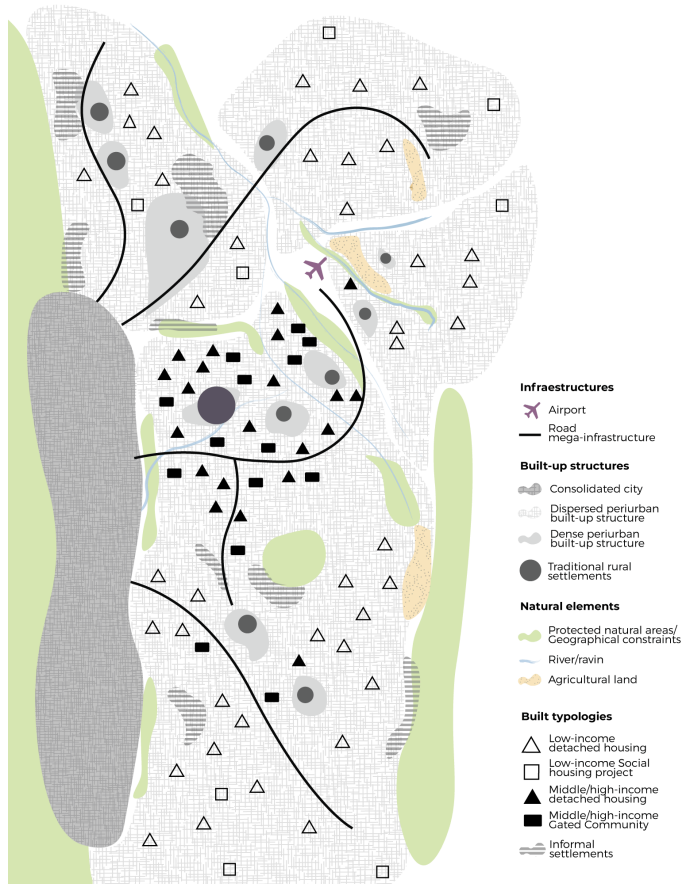 Infraestructures
Airport
Road
mega-infrastructure
Built-up structures
Consolidated city
Dispersed periurban
built-up structure
Dense periurban
built-up structure
Traditional rural
settlements
Natural elements
Protected natural areas/
Geographical constraints
River/ravin
Agricultural land
Built typologies
Low-income
detached housing
Low-income Social
housing project
Middle/high-income
detached housing
Middle/high-income
Gated Community
Informal
settlements